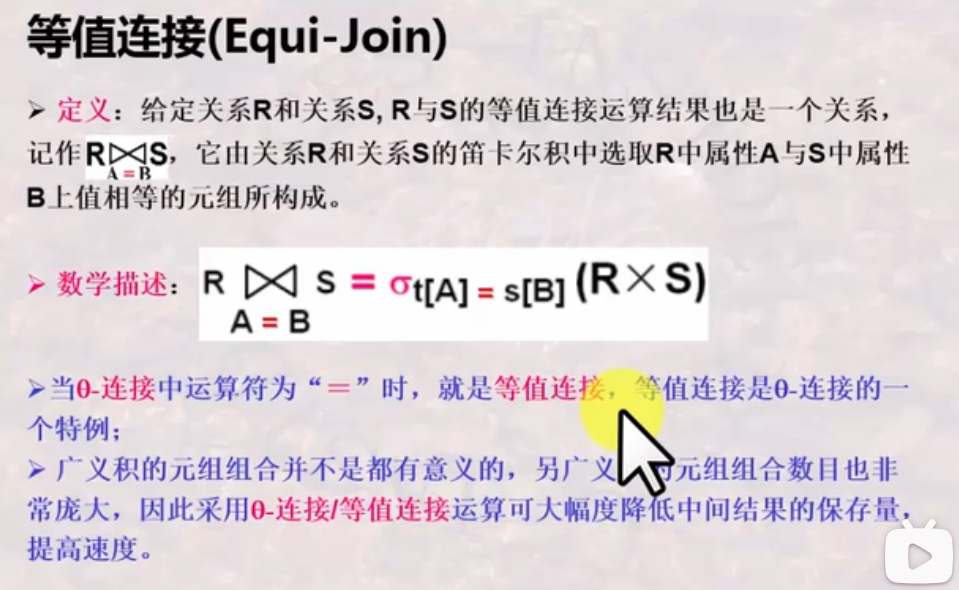 等值连接(Equi-Join)
➢ 定义：给定关系R和关系S, R与S的等值连接运算结果也是一个关系，
记作R⋈S，它由关系R和关系S的笛卡尔积中选取R中属性A与S中属性
A = B
B上值相等的元组所构成。
➢ 数学描述： R ⋈ S = σt[A] = s[B] (R×S)
A = B
➢当θ-连接中运算符为“＝”时，就是等值连接，等值连接是θ-连接的一
个特例；
➢ 广义积的元组组合并不是都有意义的，另广义 元组组合数目也非
常庞大，因此采用θ-连接/等值连接运算可大幅度降低中间结果的保存量，
提高速度。